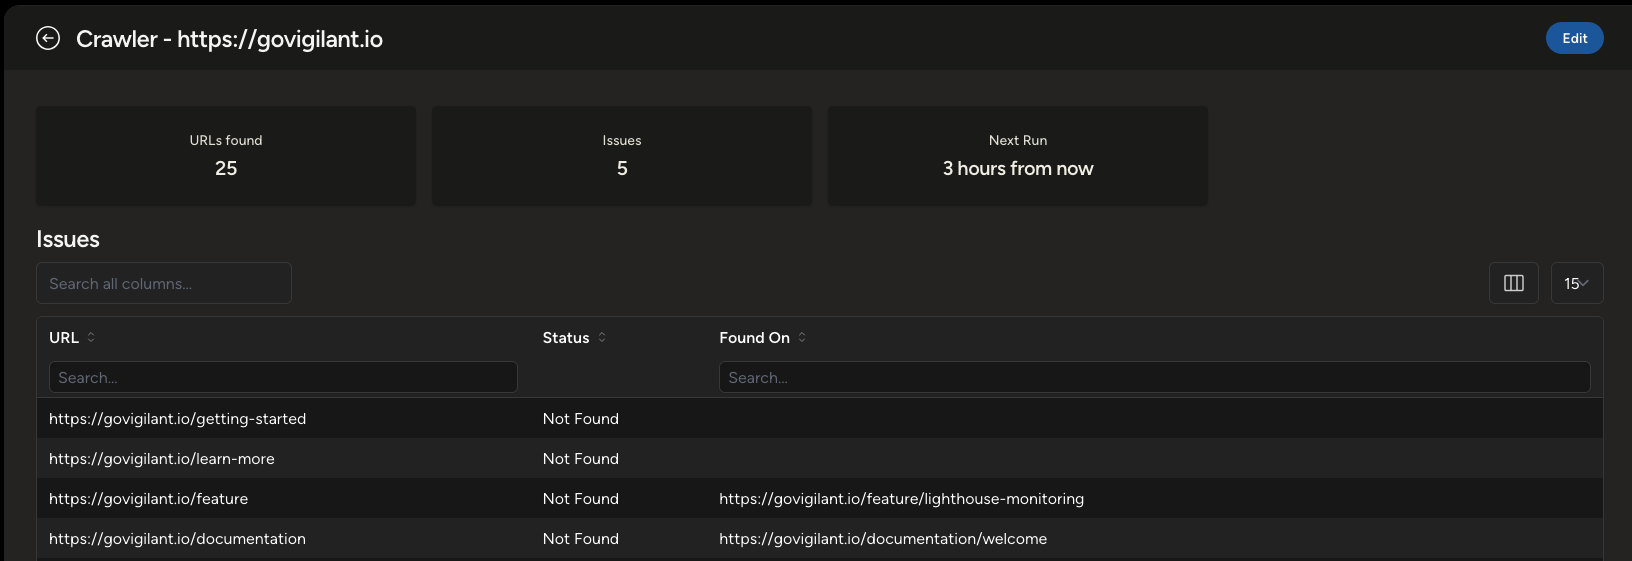 Crawler - https://govigilant.io
Edit
URLs found
25
Issues
5
Next Run
3 hours from now
Issues
Search all columns...
15
URL Status Found On
Search... Search...
https://govigilant.io/getting-started Not Found
https://govigilant.io/learn-more Not Found
https://govigilant.io/feature Not Found https://govigilant.io/feature/lighthouse-monitoring
https://govigilant.io/documentation Not Found https://govigilant.io/documentation/welcome